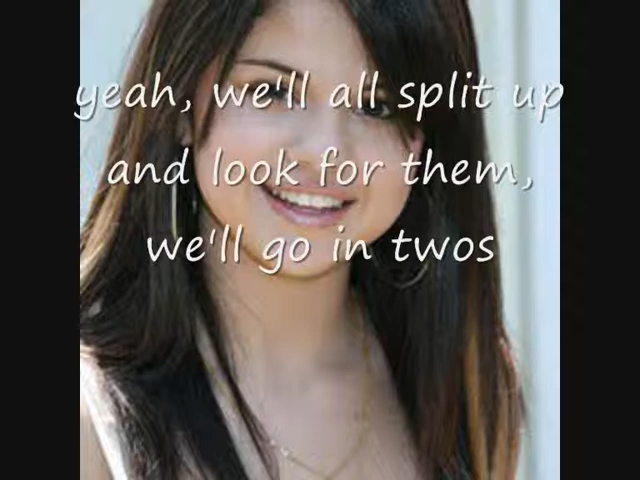 yeah, we'll all split up
and look for them,
we'll go in twos